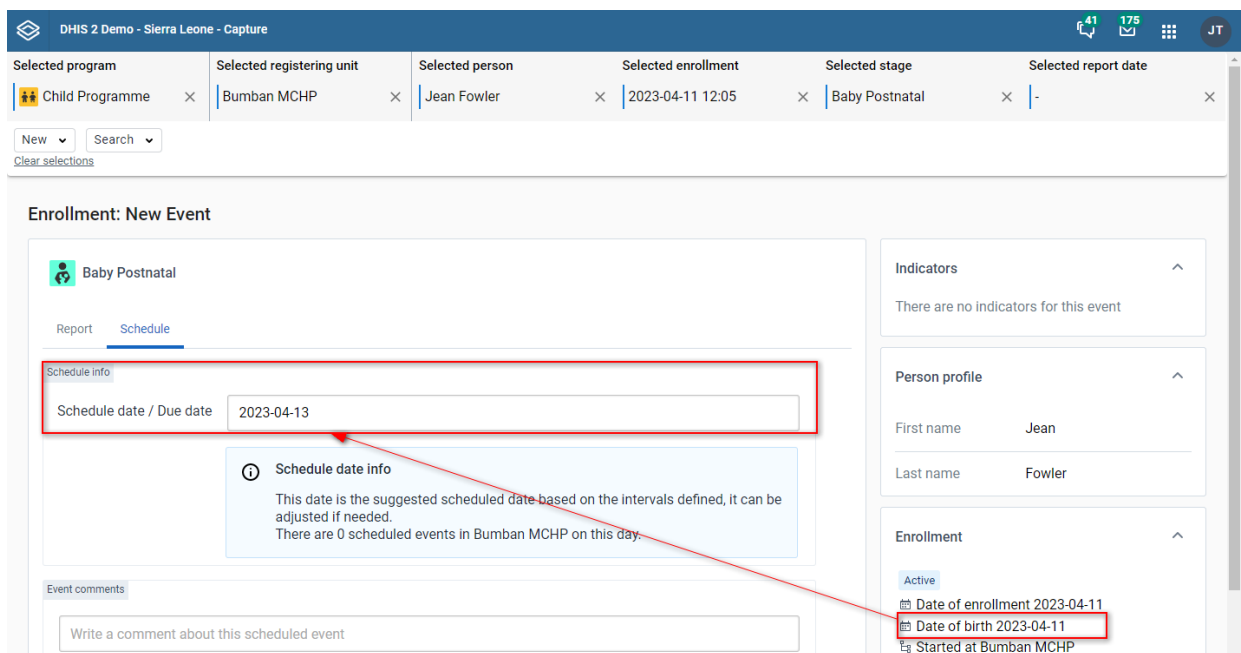 DHIS 2 Demo - Sierra Leone - Capture
41
175
JT
Selected program
Selected registering unit
Selected person
Selected enrollment
Selected stage
Selected report date
Child Programme
Bumban MCHP
Jean Fowler
2023-04-11 12:05
Baby Postnatal
-
New
Search
Clear selections
Enrollment: New Event
Baby Postnatal
Report
Schedule
Schedule info
Schedule date / Due date
2023-04-13
Schedule date info
This date is the suggested scheduled date based on the intervals defined, it can be
adjusted if needed.
There are 0 scheduled events in Bumban MCHP on this day.
Event comments
Write a comment about this scheduled event
Indicators
There are no indicators for this event
Person profile
First name
Jean
Last name
Fowler
Enrollment
Active
Date of enrollment 2023-04-11
Date of birth 2023-04-11
Started at Bumban MCHP